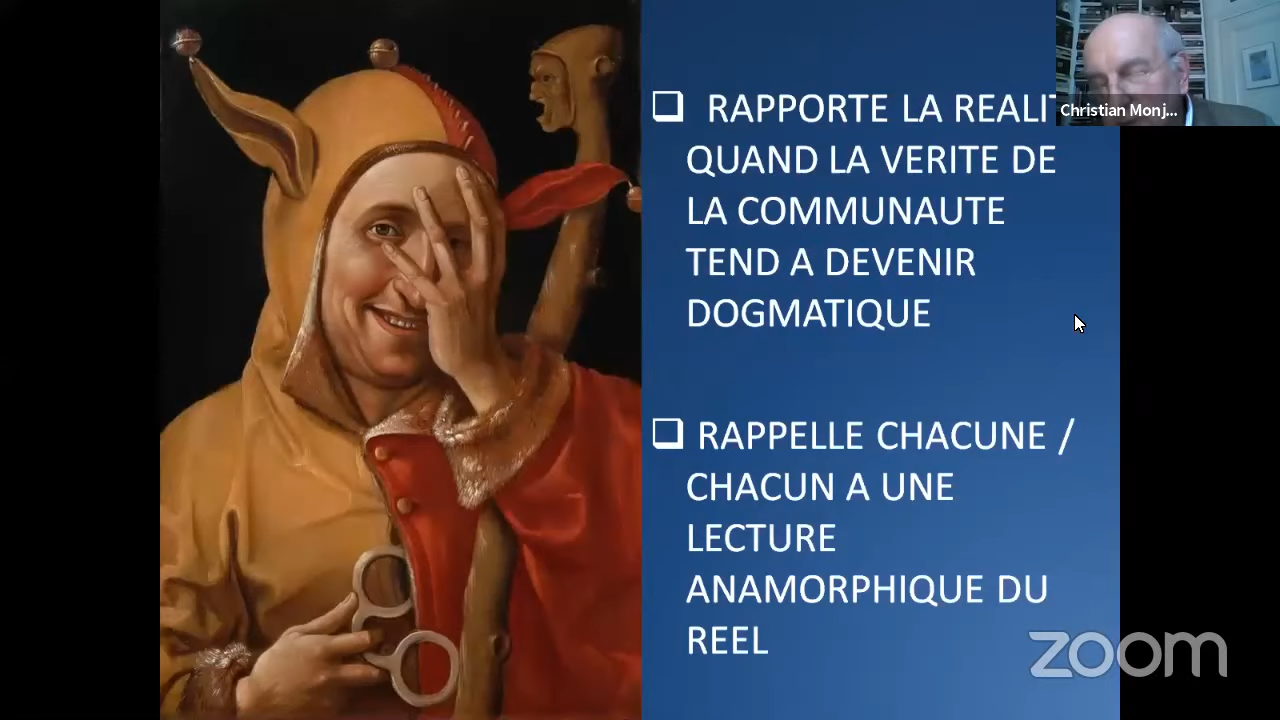 ❑ RAPPORTE LA REALIT
QUAND LA VERITE DE
LA COMMUNAUTE
TEND A DEVENIR
DOGMATIQUE
❑ RAPPELLE CHACUNE /
CHACUN A UNE
LECTURE
ANAMORPHIQUE DU
REEL
Christian Monj...
zoom